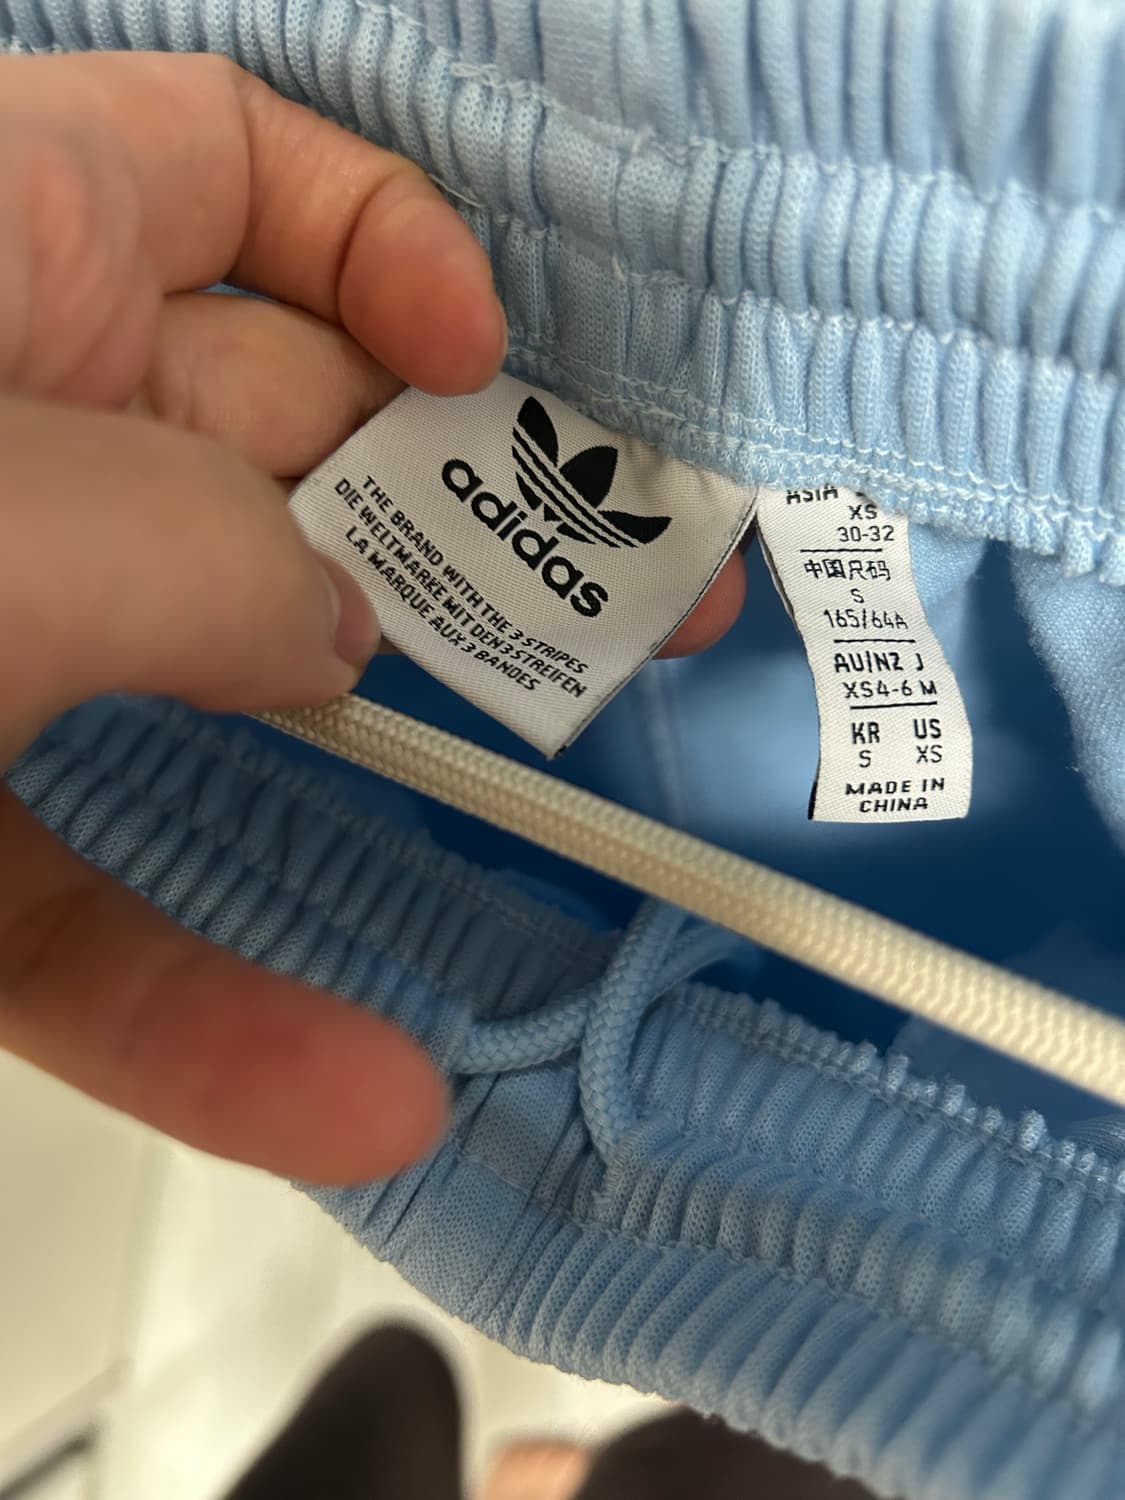 adidas
THE BRAND WITH THE 3 STRIPES
DIE WELTMARKE MIT DEN 3 STREIFEN
LA MARQUE AUX 3 BANDES
ASIA
XS
30-32
中国尺码
S
165/64A
AU/NZ J
XS4-6 M
KR US
S XS
MADE IN
CHINA